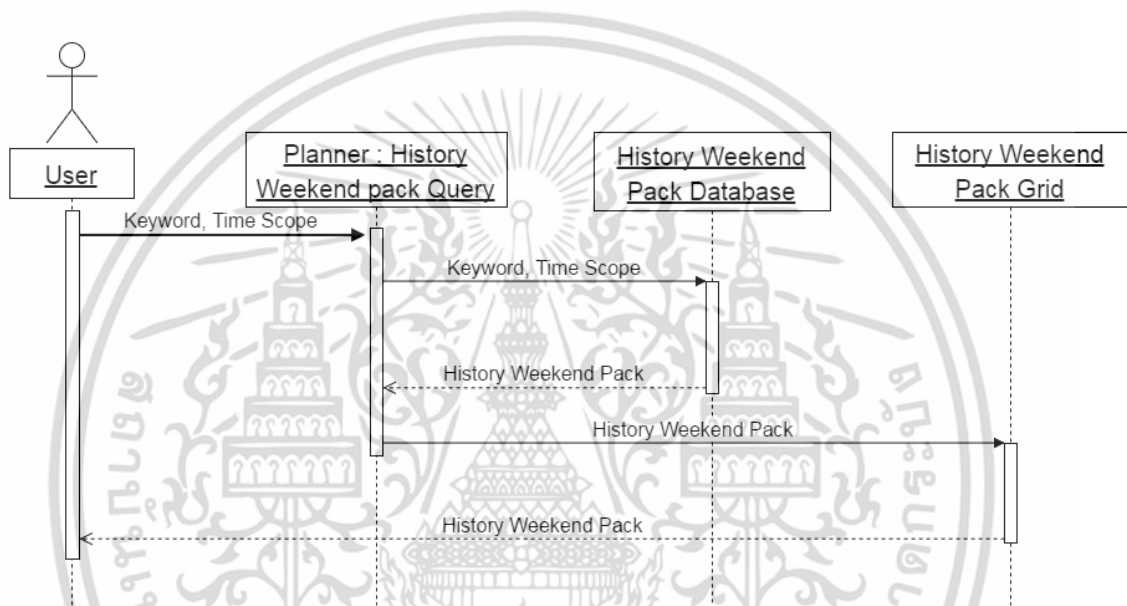 User
Planner : History
Weekend pack Query
History Weekend
Pack Database
History Weekend
Pack Grid
Keyword, Time Scope
Keyword, Time Scope
History Weekend Pack
History Weekend Pack
History Weekend Pack